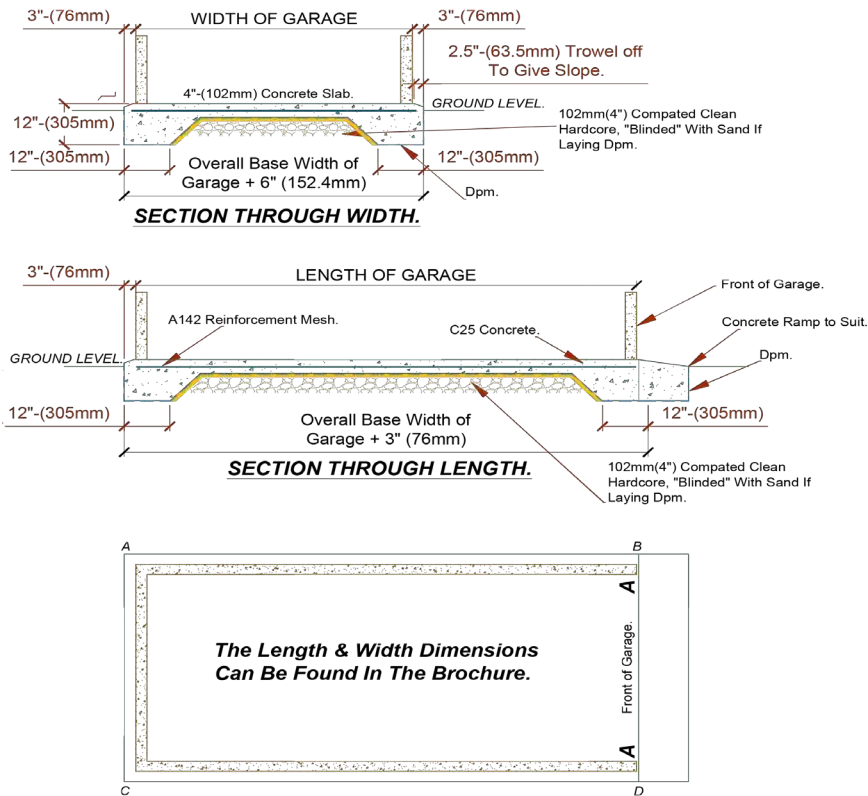 3"-(76mm) WIDTH OF GARAGE 3"-(76mm)
2.5"-(63.5mm) Trowel off
To Give Slope.
4"-(102mm) Concrete Slab.
GROUND LEVEL.
12"-(305mm)
102mm(4") Compated Clean
Hardcore, "Blinded" With Sand If
Laying Dpm.
12"-(305mm)
Overall Base Width of
Garage + 6" (152.4mm)
12"-(305mm)
Dpm.
SECTION THROUGH WIDTH.
3"-(76mm) LENGTH OF GARAGE
Front of Garage.
A142 Reinforcement Mesh.
C25 Concrete.
Concrete Ramp to Suit.
GROUND LEVEL.
Dpm.
12"-(305mm)
Overall Base Width of
Garage + 3" (76mm)
12"-(305mm)
SECTION THROUGH LENGTH.
102mm(4") Compated Clean
Hardcore, "Blinded" With Sand If
Laying Dpm.
A B
A
The Length & Width Dimensions
Can Be Found In The Brochure.
Front of Garage.
A
C D